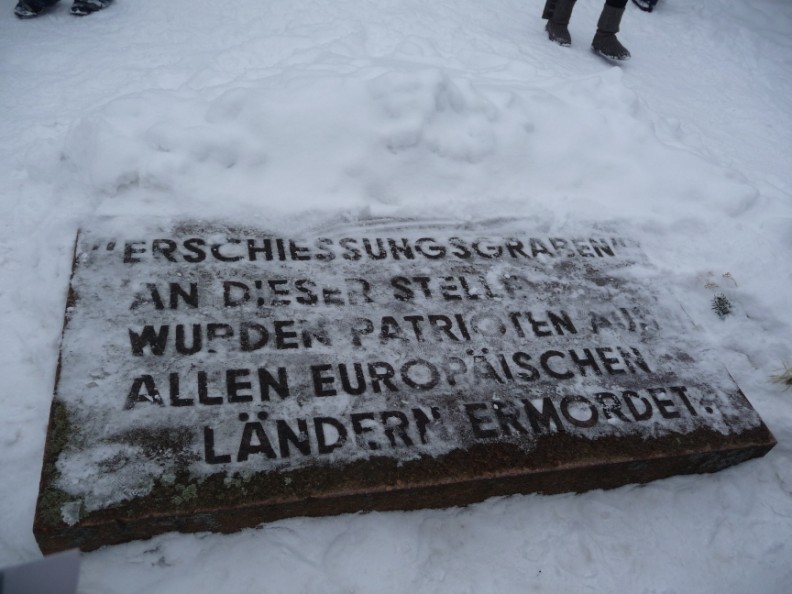 "ERSCHIESSUNGSGRABEN"
AN DIESER STELLE
WURDEN PATRIOTEN AUS
ALLEN EUROPÄISCHEN
LÄNDERN ERMORDET.